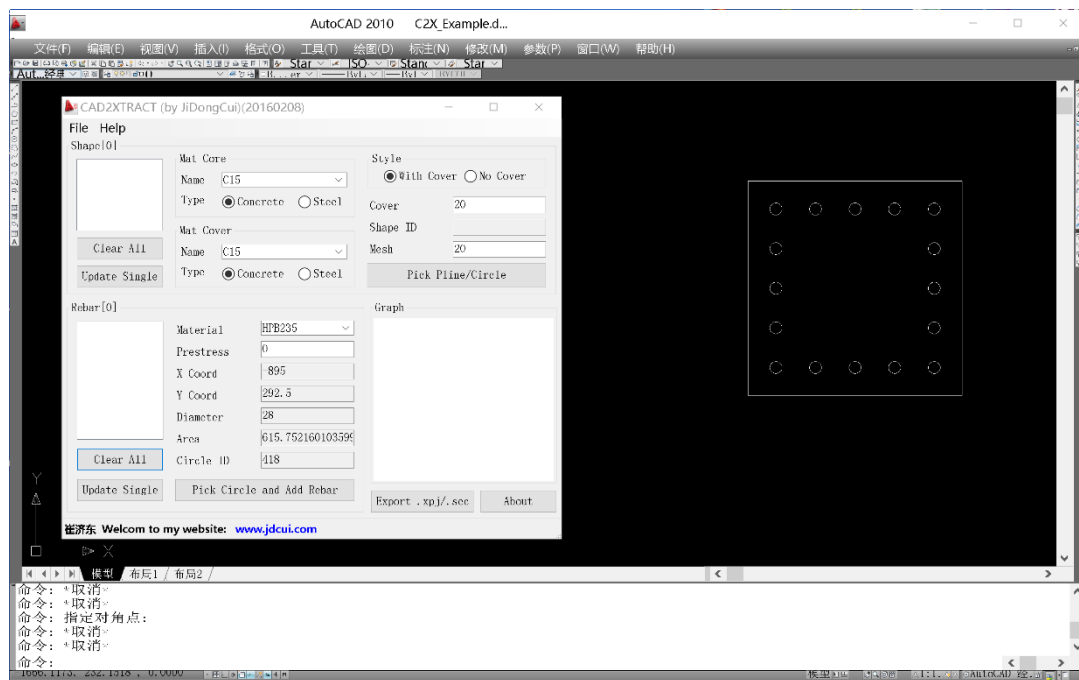 AutoCAD 2010 C2X_Example.d...
文件(F) 编辑(E) 视图(V) 插入(I) 格式(O) 工具(T) 绘图(D) 标注(N) 修改(M) 参数(P) 窗口(W) 帮助(H)
Star ISO- Stanc Star
CAD2XTRACT (by JiDongCui)(20160208)
File Help
Shape[0]
Mat Core
Name C15
Type Concrete Steel
Mat Cover
Name C15
Type Concrete Steel
Clear All
Update Single
Style
With Cover No Cover
Cover 20
Shape ID
Mesh 20
Pick Pline/Circle
Rebar[0]
Material HPB235
Prestress 0
X Coord -895
Y Coord 292.5
Diameter 28
Area 615.752160103599
Circle ID 418
Clear All
Update Single
Pick Circle and Add Rebar
Graph
Export .xpj/.sec
About
崔济东 Welcom to my website: www.jdcui.com
Y
X
模型 布局1 布局2
命令: *取消*
命令: *取消*
命令: 指定对角点:
命令: *取消*
命令: *取消*
命令: